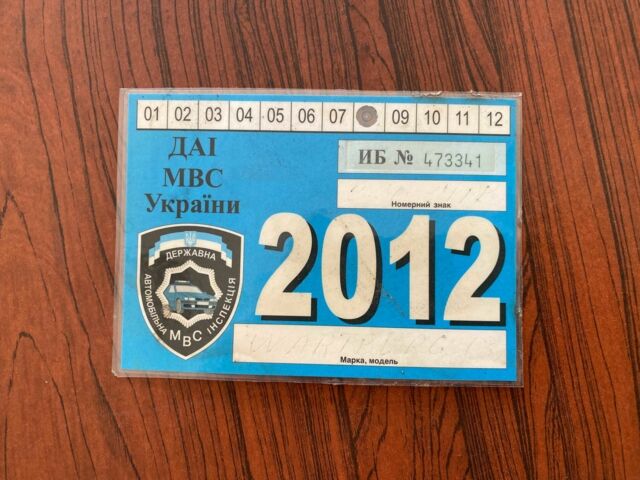 01 02 03 04 05 06 07 09 10 11 12
ДАІ
МВС
України
ИБ № 473341
Номерний знак
2012
ДЕРЖАВНА
АВТОМОБІЛЬНА ІНСПЕКЦІЯ
МВС
Марка, модель